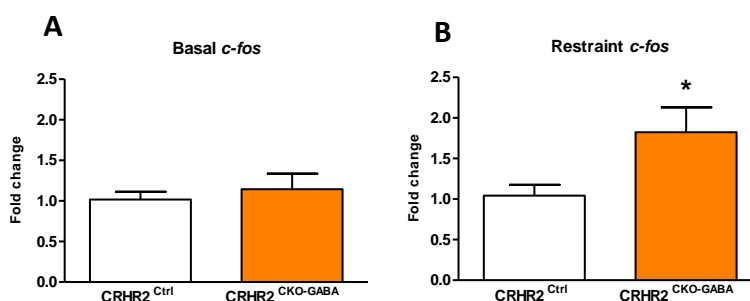 A
Basal c-fos
Fold change
2.5
2.0
1.5
1.0
0.5
0.0
CRHR2 Ctrl
CRHR2 CKO-GABA
B
Restraint c-fos
Fold change
2.5
2.0
1.5
1.0
0.5
0.0
*
CRHR2 Ctrl
CRHR2 CKO-GABA